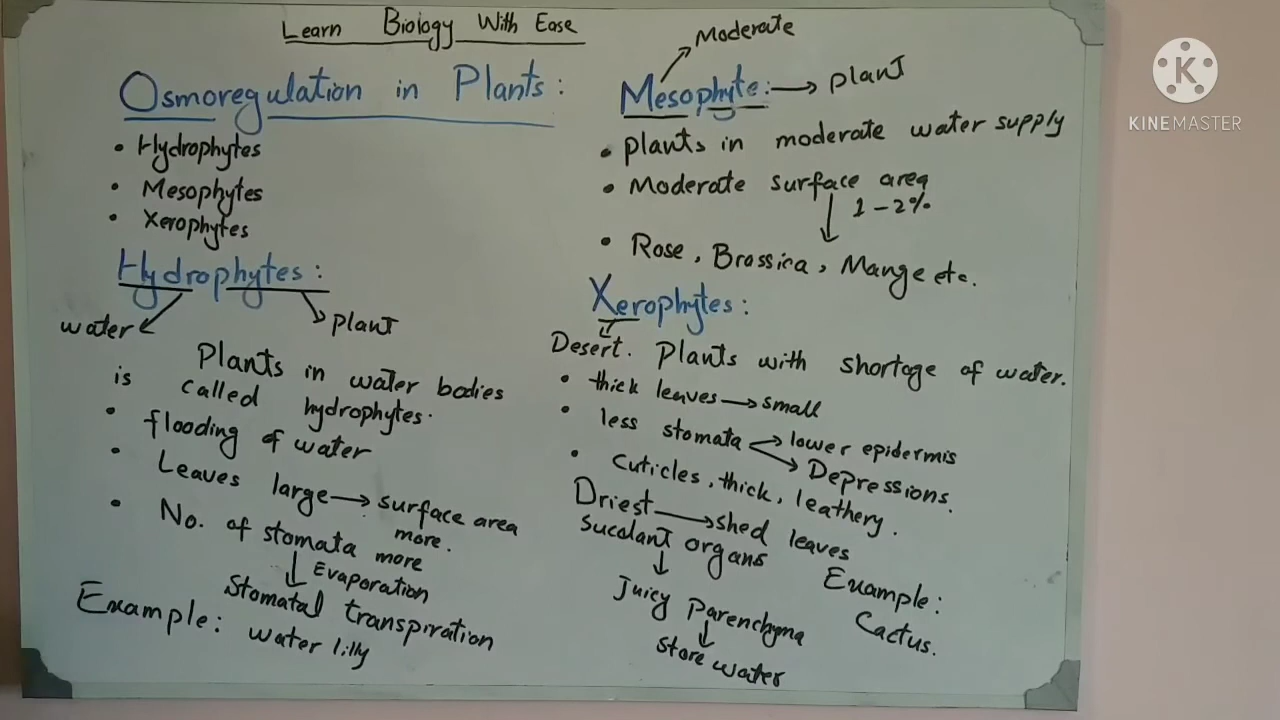 Learn Biology With Ease
Osmoregulation in Plants:
• Hydrophytes
• Mesophytes
• Xerophytes
Hydrophytes:
water
plant
Plants in water bodies
is called hydrophytes.
• flooding of water
• Leaves large → surface area
more.
• No. of stomata more
Evaporation
Stomatal transpiration
Example: water lilly
Moderate
Mesophyte: → plant
• plants in moderate water supply
• Moderate surface area
1-2%
• Rose, Brassica, Mange etc.
Xerophytes:
Desert. Plants with shortage of water.
• thick leaves → small
• less stomata → lower epidermis
→ Depressions.
• Cuticles, thick, leathery.
Driest → shed leaves
Succlant organs
Juicy Parenchyma
store water
Example:
Cactus.
KINEMASTER